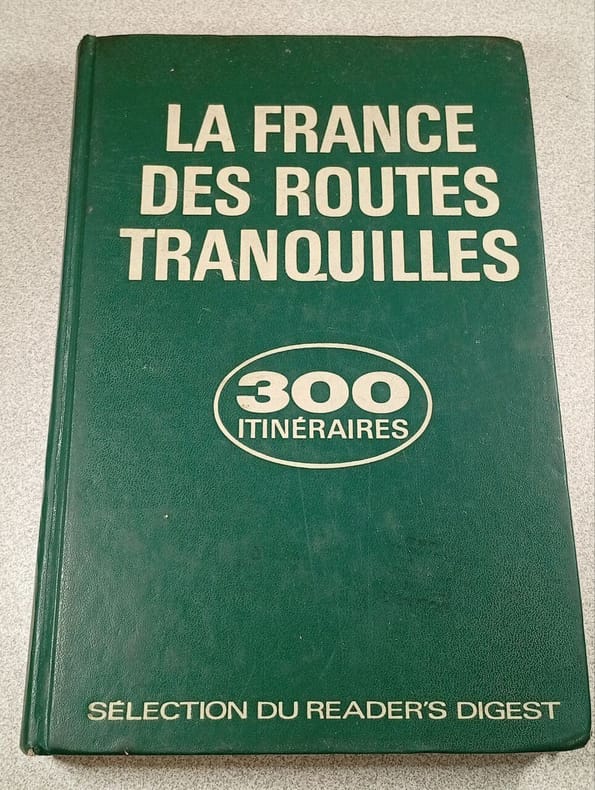 LA FRANCE
DES ROUTES
TRANQUILLES
300
ITINÉRAIRES
SÉLECTION DU READER'S DIGEST